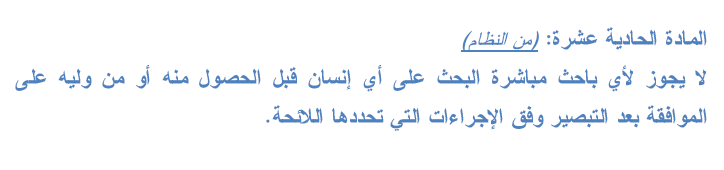 المادة الحادية عشرة: (من النظام)
لا يجوز لأي باحث مباشرة البحث على أي إنسان قبل الحصول منه أو من وليه على
الموافقة بعد التبصير وفق الإجراءات التي تحددها اللائحة.